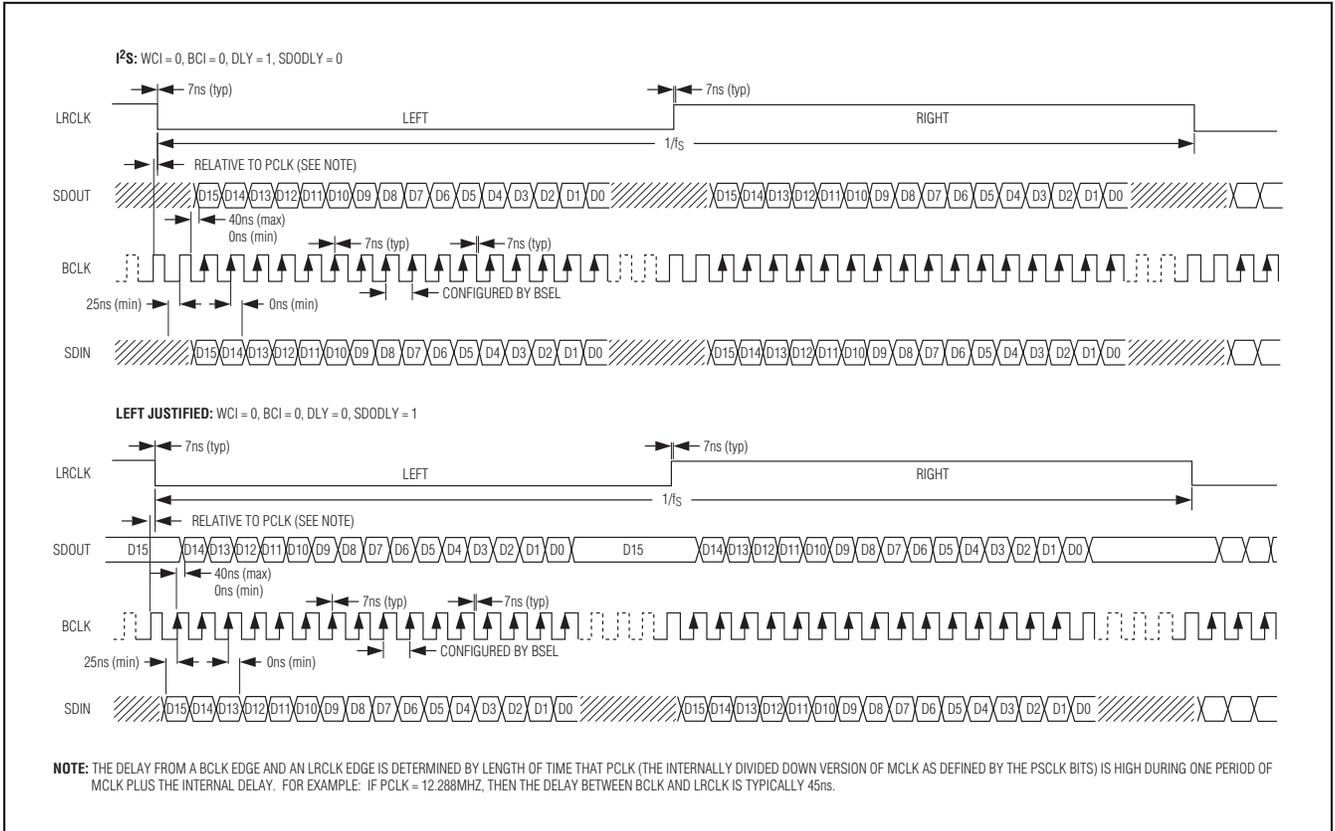 I²S: WCI = 0, BCI = 0, DLY = 1, SDODLY = 0
7ns (typ) 7ns (typ)
LRCLK LEFT RIGHT
1/fS
RELATIVE TO PCLK (SEE NOTE)
SDOUT D15 D14 D13 D12 D11 D10 D9 D8 D7 D6 D5 D4 D3 D2 D1 D0 D15 D14 D13 D12 D11 D10 D9 D8 D7 D6 D5 D4 D3 D2 D1 D0
40ns (max)
0ns (min)
7ns (typ) 7ns (typ)
BCLK
CONFIGURED BY BSEL
25ns (min) 0ns (min)
SDIN D15 D14 D13 D12 D11 D10 D9 D8 D7 D6 D5 D4 D3 D2 D1 D0 D15 D14 D13 D12 D11 D10 D9 D8 D7 D6 D5 D4 D3 D2 D1 D0
LEFT JUSTIFIED: WCI = 0, BCI = 0, DLY = 0, SDODLY = 1
7ns (typ) 7ns (typ)
LRCLK LEFT RIGHT
1/fS
RELATIVE TO PCLK (SEE NOTE)
SDOUT D15 D14 D13 D12 D11 D10 D9 D8 D7 D6 D5 D4 D3 D2 D1 D0 D15 D14 D13 D12 D11 D10 D9 D8 D7 D6 D5 D4 D3 D2 D1 D0
40ns (max)
0ns (min)
7ns (typ) 7ns (typ)
BCLK
CONFIGURED BY BSEL
25ns (min) 0ns (min)
SDIN D15 D14 D13 D12 D11 D10 D9 D8 D7 D6 D5 D4 D3 D2 D1 D0 D15 D14 D13 D12 D11 D10 D9 D8 D7 D6 D5 D4 D3 D2 D1 D0
NOTE: THE DELAY FROM A BCLK EDGE AND AN LRCLK EDGE IS DETERMINED BY LENGTH OF TIME THAT PCLK (THE INTERNALLY DIVIDED DOWN VERSION OF MCLK AS DEFINED BY THE PSCLK BITS) IS HIGH DURING ONE PERIOD OF
MCLK PLUS THE INTERNAL DELAY. FOR EXAMPLE: IF PCLK = 12.288MHZ, THEN THE DELAY BETWEEN BCLK AND LRCLK IS TYPICALLY 45ns.